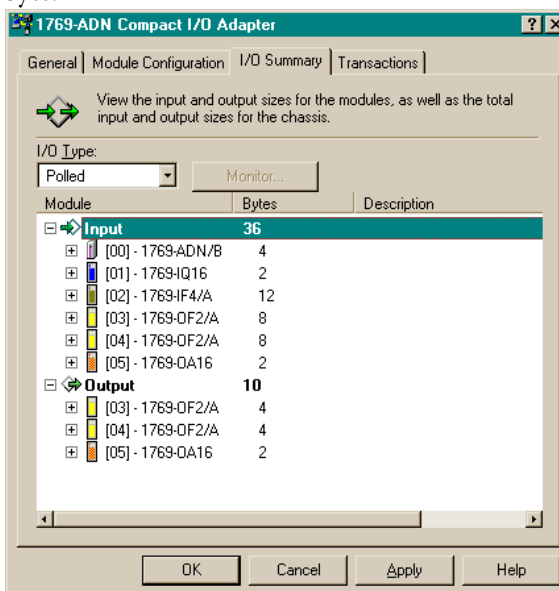 1769-ADN Compact I/O Adapter
General Module Configuration I/O Summary Transactions
View the input and output sizes for the modules, as well as the total
input and output sizes for the chassis.
I/O Type:
Polled Monitor...
Module Bytes Description
Input 36
[00] - 1769-ADN/B 4
[01] - 1769-IQ16 2
[02] - 1769-IF4/A 12
[03] - 1769-OF2/A 8
[04] - 1769-OF2/A 8
[05] - 1769-OA16 2
Output 10
[03] - 1769-OF2/A 4
[04] - 1769-OF2/A 4
[05] - 1769-OA16 2
OK Cancel Apply Help